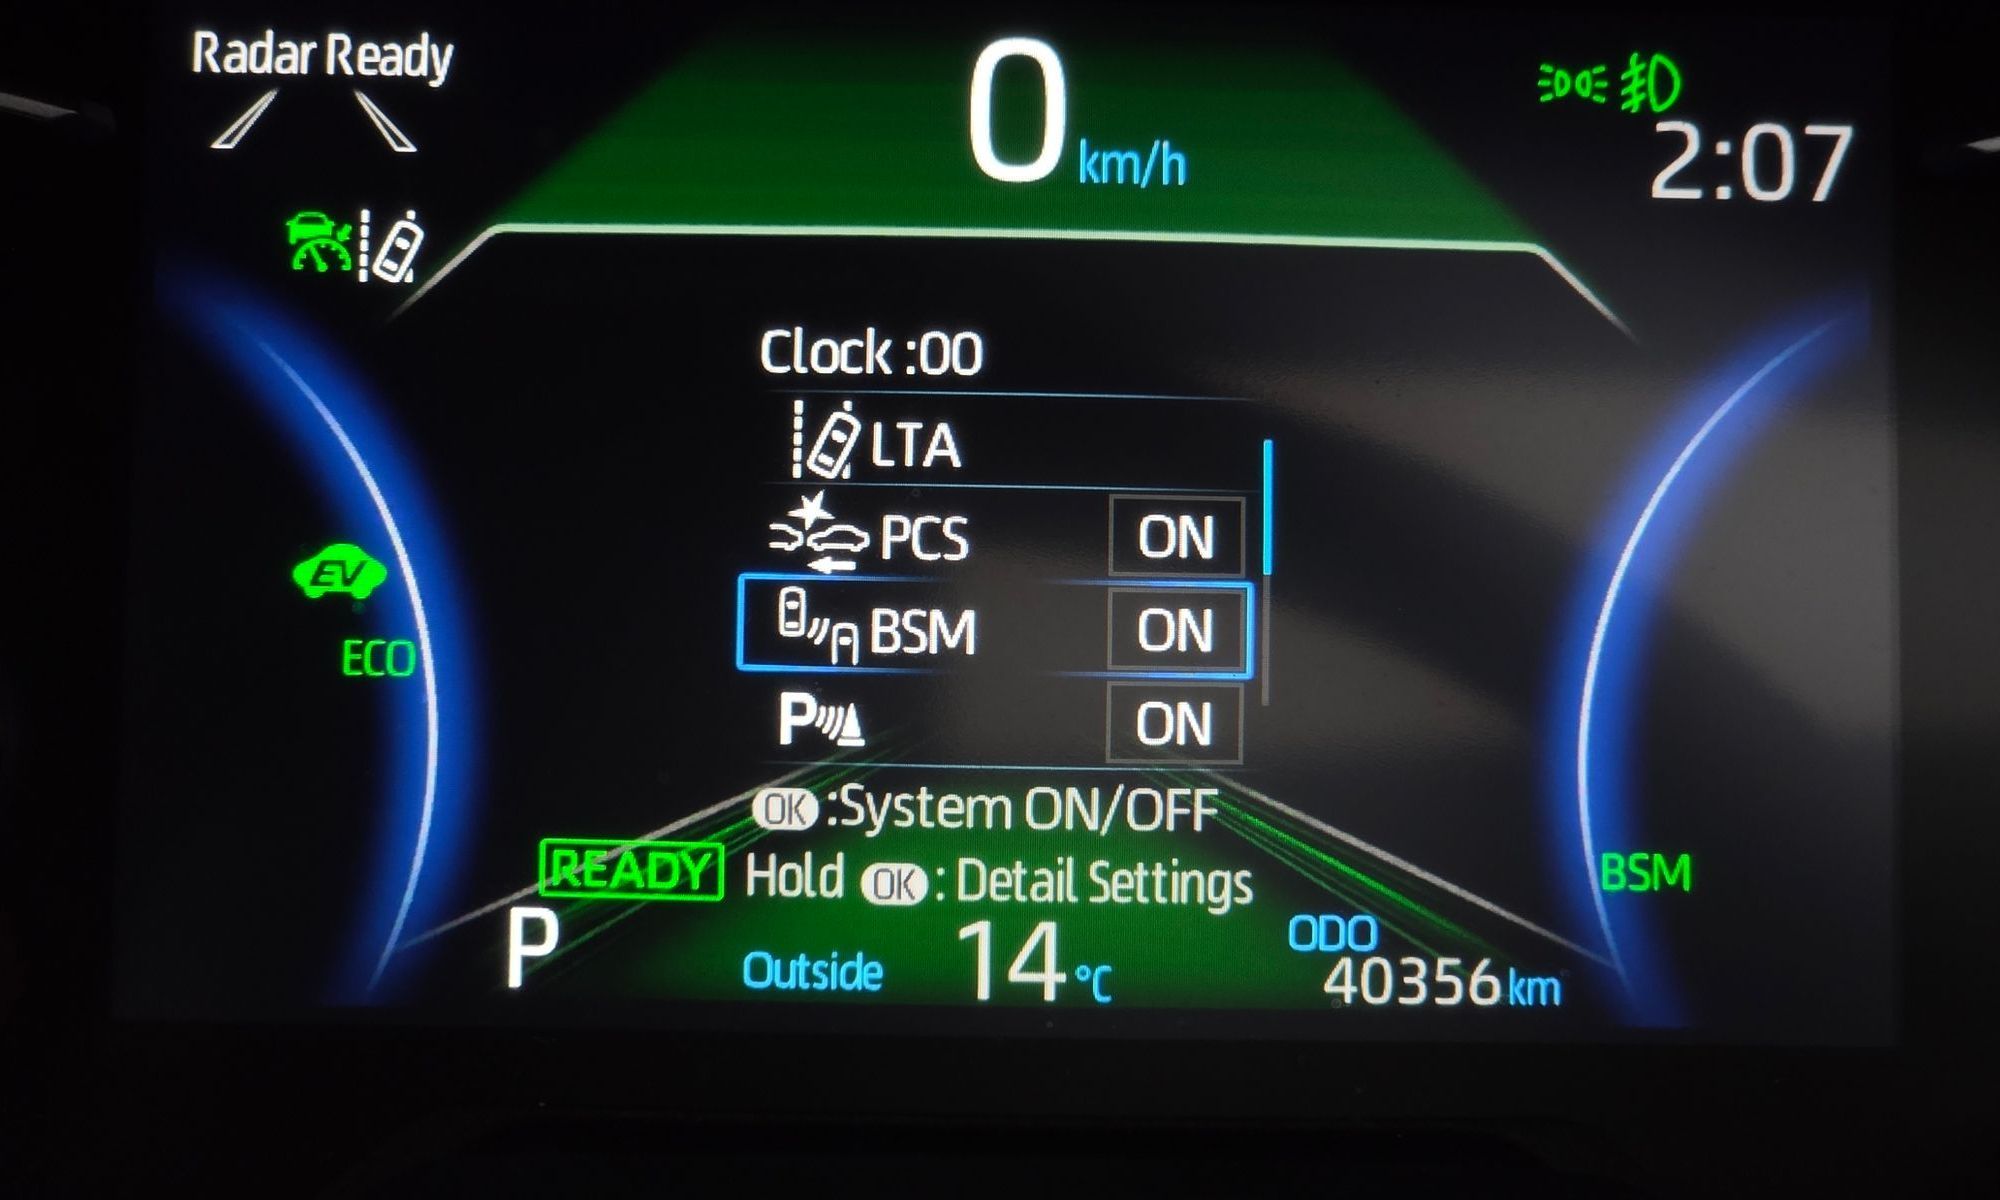 Radar Ready
0 km/h
2:07
Clock :00
LTA
PCS ON
BSM ON
P ON
EV
ECO
OK :System ON/OFF
READY
Hold OK : Detail Settings
BSM
P
Outside 14 °C
ODO
40356 km